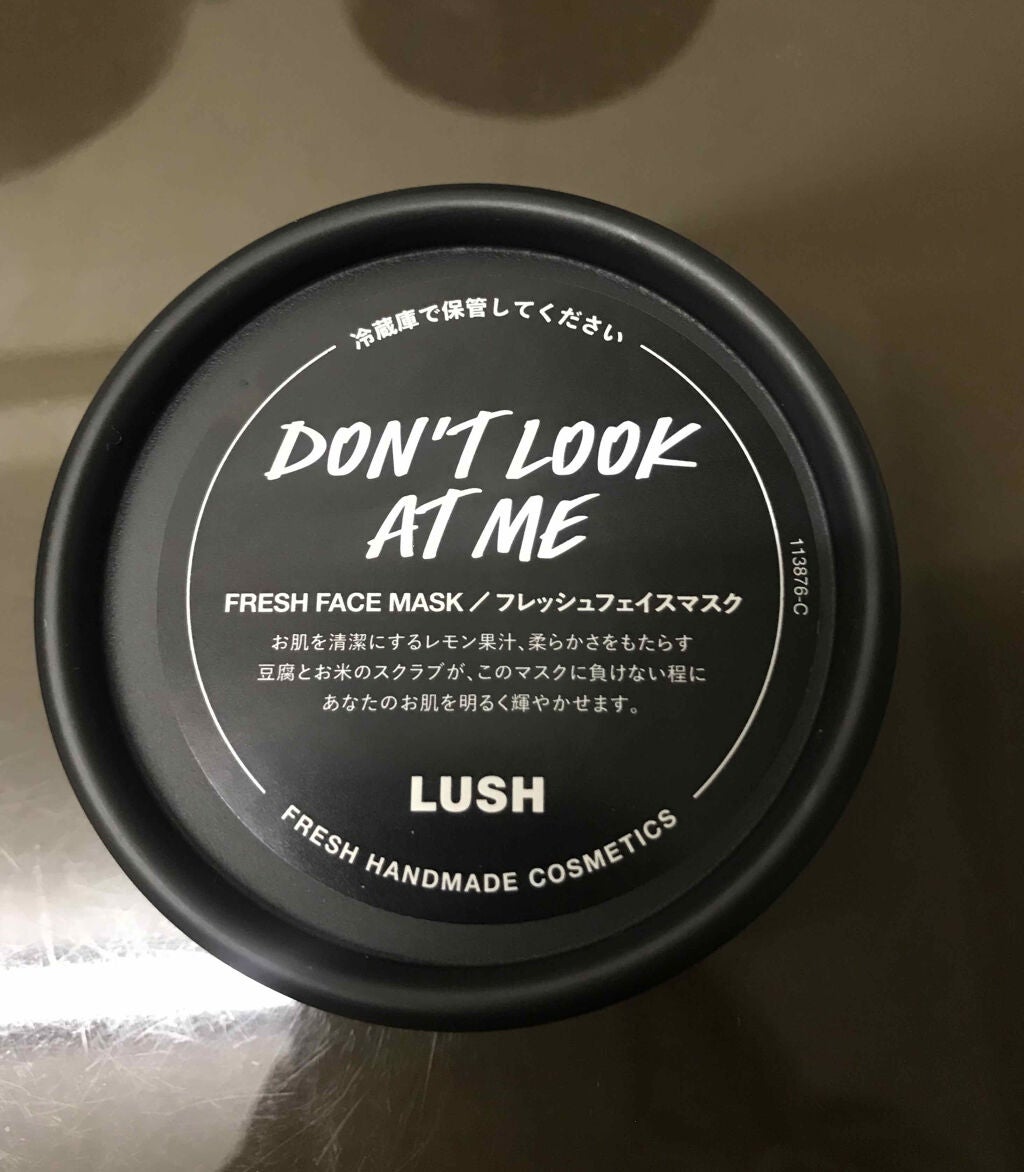 冷蔵庫で保管してください
DON'T LOOK
AT ME
FRESH FACE MASK／フレッシュフェイスマスク
お肌を清潔にするレモン果汁、柔らかさをもたらす
豆腐とお米のスクラブが、このマスクに負けない程に
あなたのお肌を明るく輝やかせます。
LUSH
FRESH HANDMADE COSMETICS
113876-C